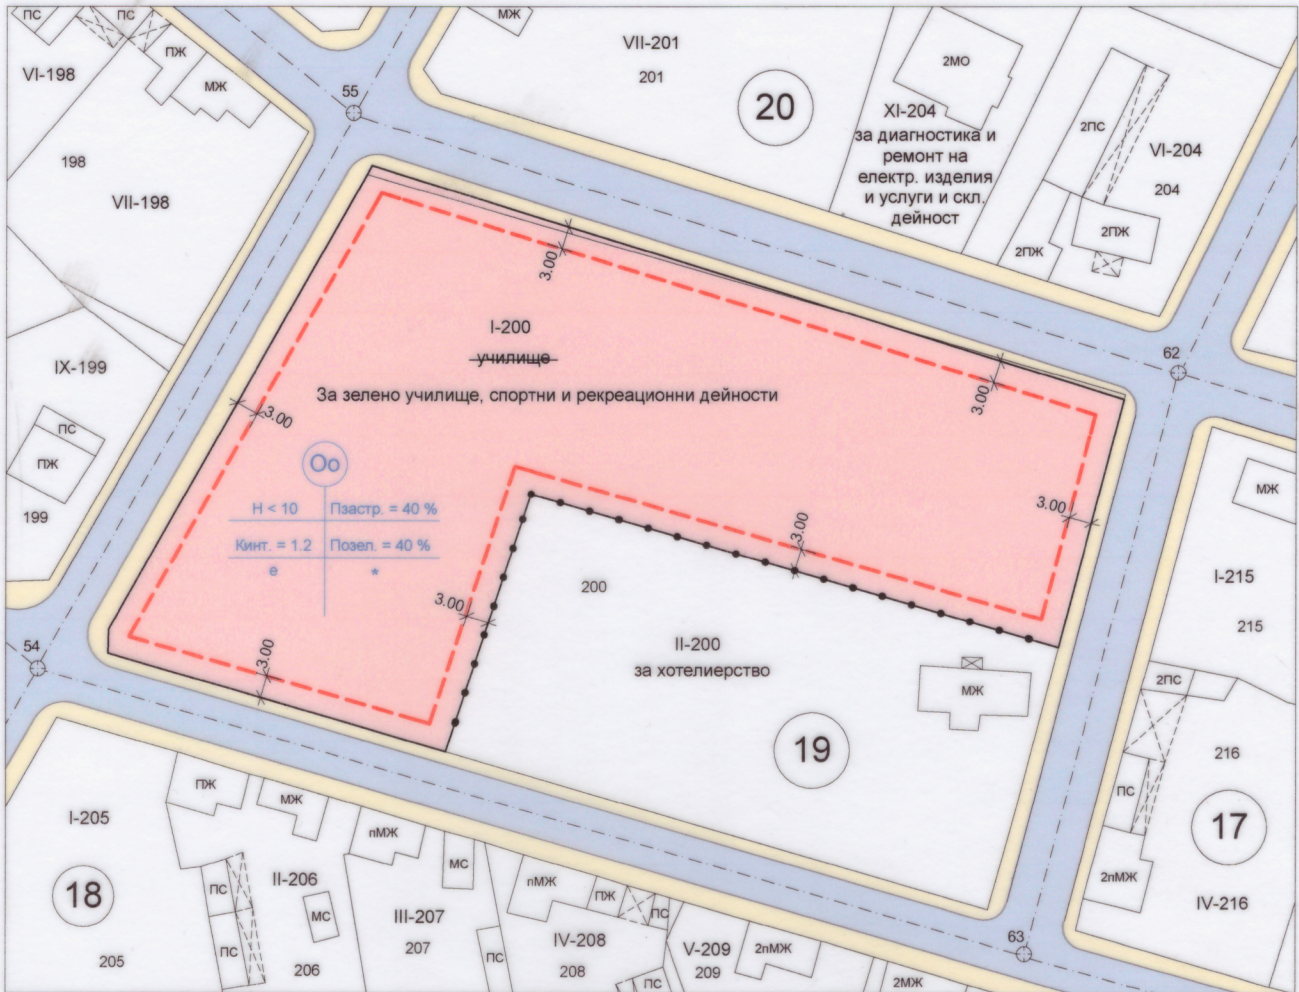 ПС
ПС
ПЖ
МЖ
VI-198
198
VII-198
55
МЖ
VII-201
201
20
2МО
XI-204
за диагностика и
ремонт на
електр. изделия
и услуги и скл.
дейност
2ПС
VI-204
204
2ПЖ
2ПЖ
62
3.00
3.00
I-200
училище
За зелено училище, спортни и рекреационни дейности
3.00
Оо
H < 10
Пзастр. = 40 %
Кинт. = 1.2
Позел. = 40 %
е
*
3.00
3.00
3.00
3.00
IX-199
ПС
ПЖ
199
54
200
II-200
за хотелиерство
МЖ
19
МЖ
I-215
215
2ПС
216
ПС
17
2пМЖ
IV-216
63
I-205
18
205
ПЖ
МЖ
пМЖ
МС
ПС
II-206
МС
ПС
206
III-207
207
ПС
пМЖ
ПЖ
ПС
IV-208
208
ПС
V-209
209
2пМЖ
2МЖ